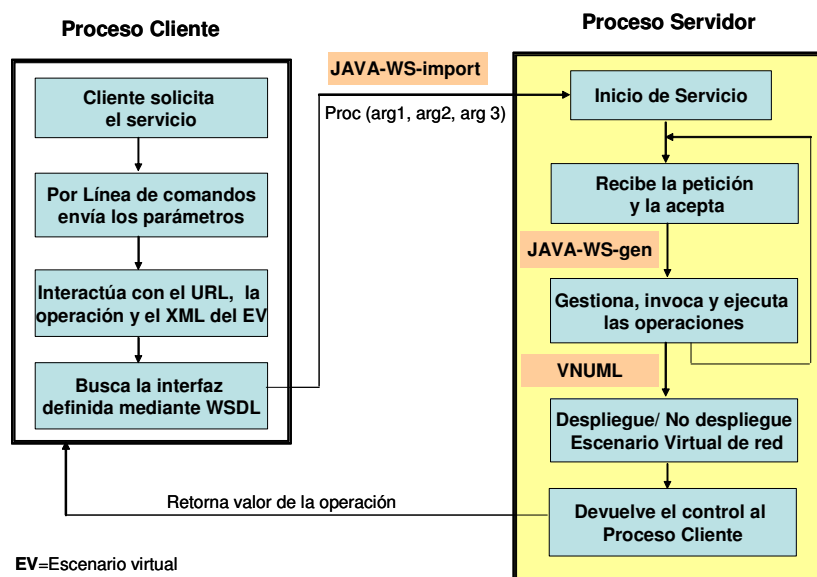 Proceso Cliente
Cliente solicita
el servicio
Por Línea de comandos
envía los parámetros
Interactúa con el URL, la
operación y el XML del EV
Busca la interfaz
definida mediante WSDL
JAVA-WS-import
Proc (arg1, arg2, arg 3)
Proceso Servidor
Inicio de Servicio
Recibe la petición
y la acepta
JAVA-WS-gen
Gestiona, invoca y ejecuta
las operaciones
VNUML
Despliegue/ No despliegue
Escenario Virtual de red
Devuelve el control al
Proceso Cliente
Retorna valor de la operación
EV=Escenario virtual